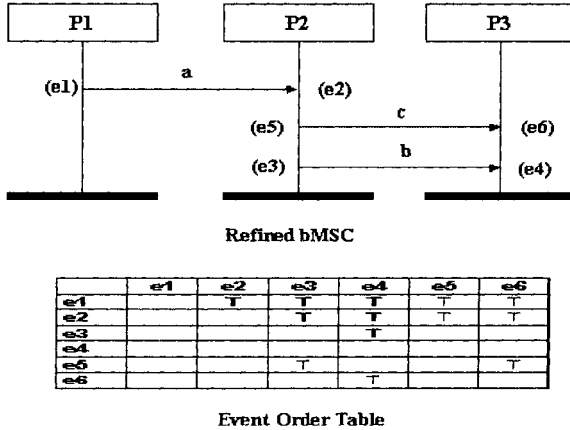 P1 P2 P3
a
(e1) (e2)
c
(e5) (e6)
b
(e3) (e4)
Refined bMSC
e1 e2 e3 e4 e5 e6
e1 T T T T T
e2 T T T T
e3 T
e4
e5 T T
e6 T
Event Order Table